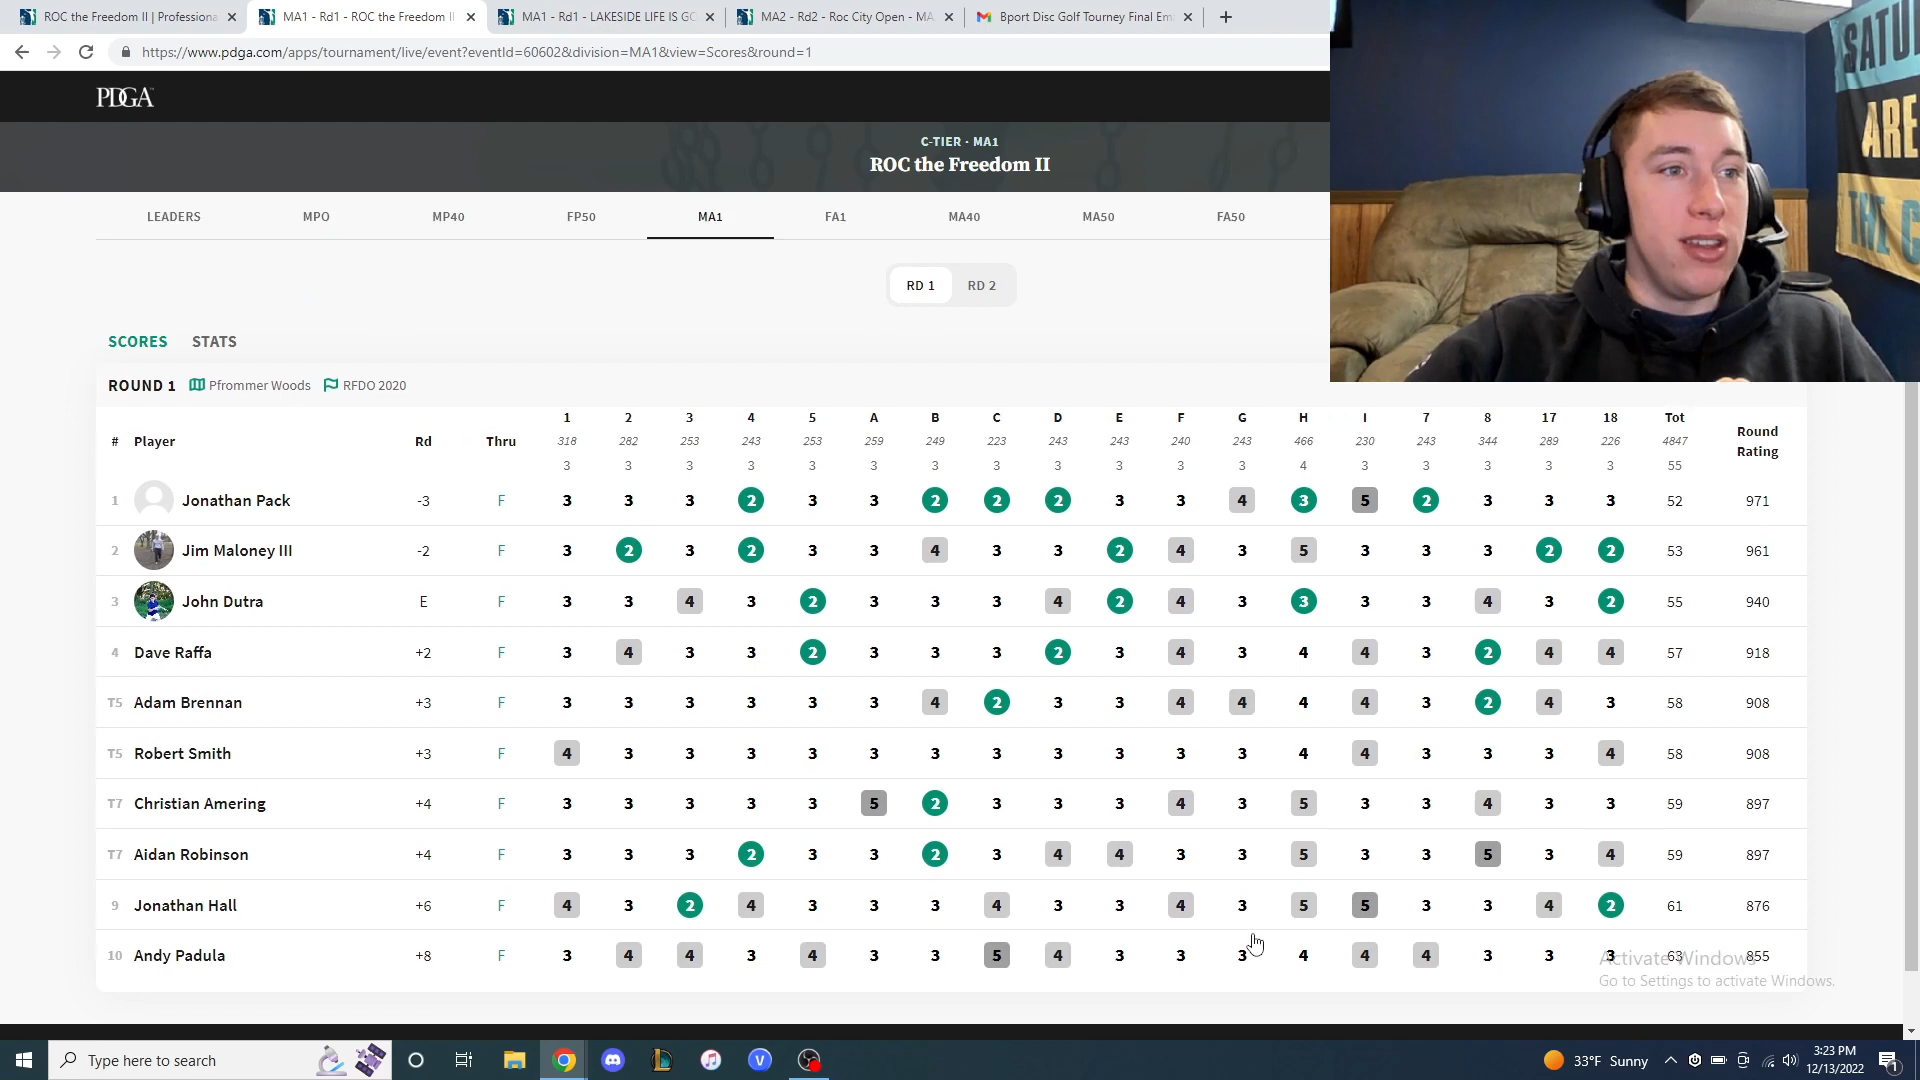 ROC the Freedom II | Professiona
MA1 - Rd1 - ROC the Freedom II
MA1 - Rd1 - LAKESIDE LIFE IS GO
MA2 - Rd2 - Roc City Open - MA
Bport Disc Golf Tourney Final Em
https://www.pdga.com/apps/tournament/live/event?eventId=60602&division=MA1&view=Scores&round=1
PDGA
C-TIER · MA1
ROC the Freedom II
LEADERS MPO MP40 FP50 MA1 FA1 MA40 MA50 FA50
RD 1 RD 2
SCORES STATS
ROUND 1 Pfrommer Woods RFDO 2020
1 2 3 4 5 A B C D E F G H I 7 8 17 18 Tot
# Player Rd Thru 318 282 253 243 253 259 249 223 243 243 240 243 466 230 243 344 289 226 4847 Round Rating
3 3 3 3 3 3 3 3 3 3 3 3 4 3 3 3 3 3 55
1 Jonathan Pack -3 F 3 3 3 2 3 3 2 2 2 3 3 4 3 5 2 3 3 3 52 971
2 Jim Maloney III -2 F 3 2 3 2 3 3 4 3 3 2 4 3 5 3 3 3 2 2 53 961
3 John Dutra E F 3 3 4 3 2 3 3 3 4 2 4 3 3 3 3 4 3 2 55 940
4 Dave Raffa +2 F 3 4 3 3 2 3 3 3 2 3 4 3 4 4 3 2 4 4 57 918
T5 Adam Brennan +3 F 3 3 3 3 3 3 4 2 3 3 4 4 4 4 3 2 4 3 58 908
T5 Robert Smith +3 F 4 3 3 3 3 3 3 3 3 3 3 3 4 4 3 3 3 4 58 908
T7 Christian Amering +4 F 3 3 3 3 3 5 2 3 3 3 4 3 5 3 3 4 3 3 59 897
T7 Aidan Robinson +4 F 3 3 3 2 3 3 2 3 4 4 3 3 5 3 3 5 3 4 59 897
9 Jonathan Hall +6 F 4 3 2 4 3 3 3 4 3 3 4 3 5 5 3 3 4 2 61 876
10 Andy Padula +8 F 3 4 4 3 4 3 3 5 4 3 3 3 4 4 4 3 3 3 63 855
Activate Windows
Go to Settings to activate Windows.
SATU
ARE
THE C
Type here to search
33°F Sunny
3:23 PM
12/13/2022
1